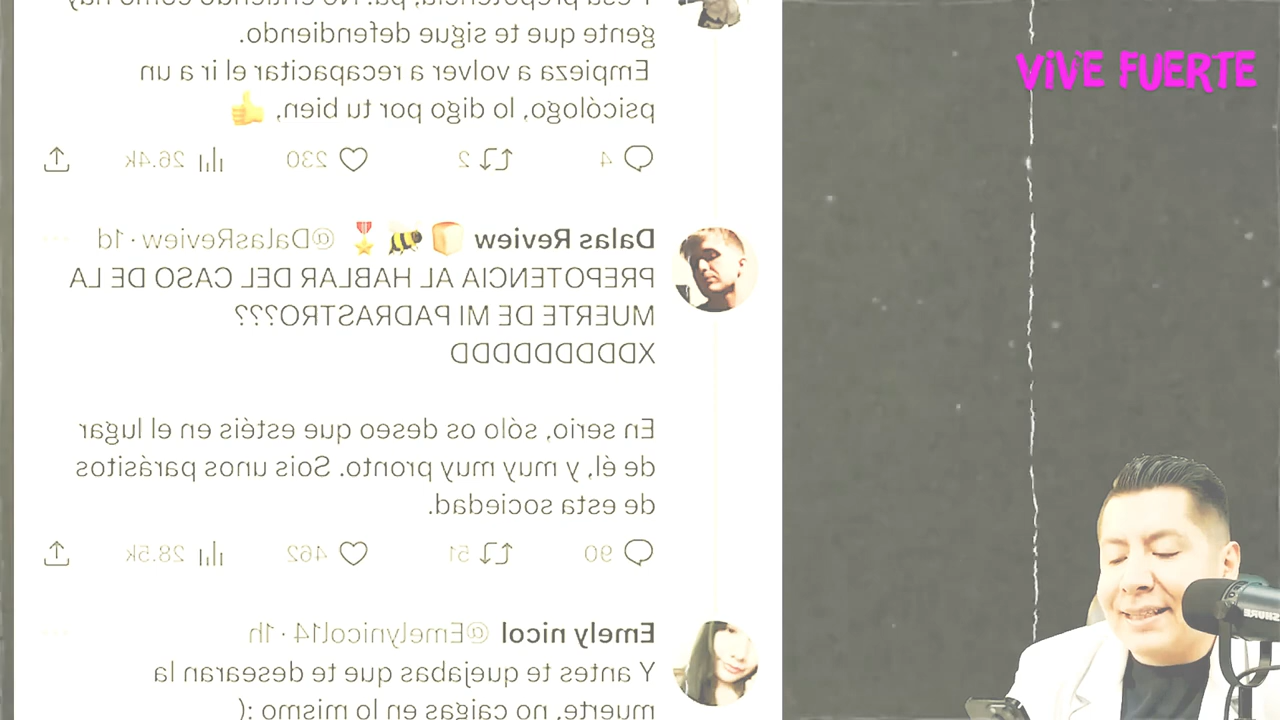 gente que te sigue defendiendo.
Empieza a volver a recapacitar el ir a un
psicólogo, lo digo por tu bien, 👍
4 2 230 26.4k
Dalas Review 🍞🐝🎖️ @DalasReview · 1d
PREPOTENCIA AL HABLAR DEL CASO DE LA
MUERTE DE MI PADRASTRO???
XDDDDDDDD
En serio, sólo os deseo que estéis en el lugar
de él, y muy muy pronto. Sois unos parásitos
de esta sociedad.
90 51 462 28.5k
Emely nicol @Emelynicol14 · 1h
Y antes te quejabas que te desearan la
muerte, no caigas en lo mismo :(
VIVE FUERTE
SHURE